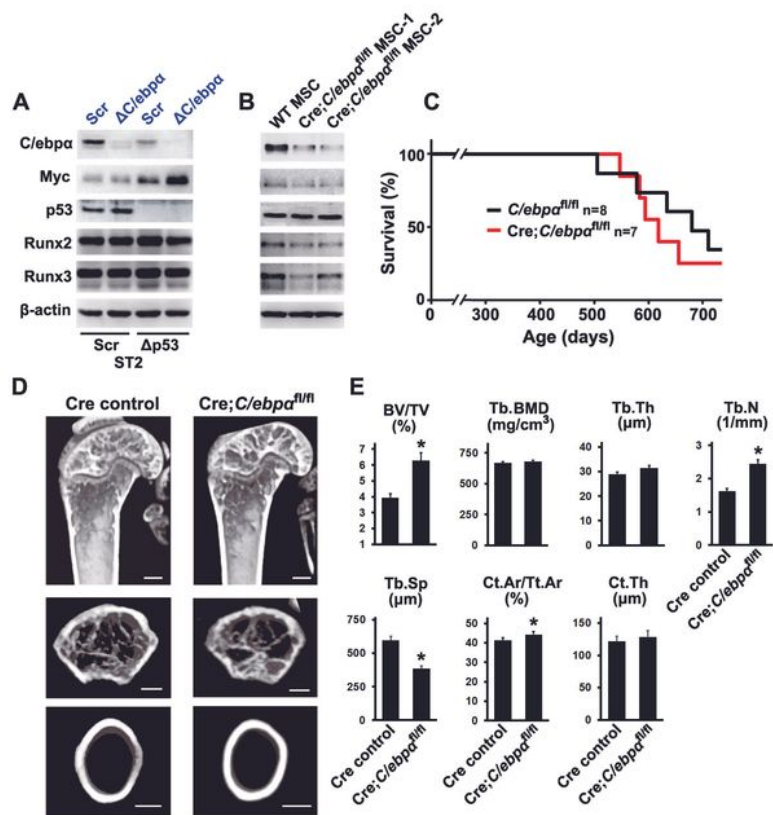 A
Scr
ΔC/ebpα
Scr
ΔC/ebpα
C/ebpα
Myc
p53
Runx2
Runx3
β-actin
Scr Δp53
ST2
B
WT MSC
Cre;C/ebpα^fl/fl MSC-1
Cre;C/ebpα^fl/fl MSC-2
C
Survival (%)
100
50
0
C/ebpα^fl/fl n=8
Cre;C/ebpα^fl/fl n=7
0 300 400 500 600 700
Age (days)
D
Cre control Cre;C/ebpα^fl/fl
E
BV/TV
(%)
7
6
5
4
3
2
1
*
Tb.BMD
(mg/cm³)
750
500
250
0
Tb.Th
(μm)
40
30
20
10
0
Tb.N
(1/mm)
3
2
1
0
*
Cre control
Cre;C/ebpα^fl/fl
Tb.Sp
(μm)
750
500
250
0
*
Cre control
Cre;C/ebpα^fl/fl
Ct.Ar/Tt.Ar
(%)
50
40
30
20
10
0
*
Cre control
Cre;C/ebpα^fl/fl
Ct.Th
(μm)
150
100
50
0
Cre control
Cre;C/ebpα^fl/fl